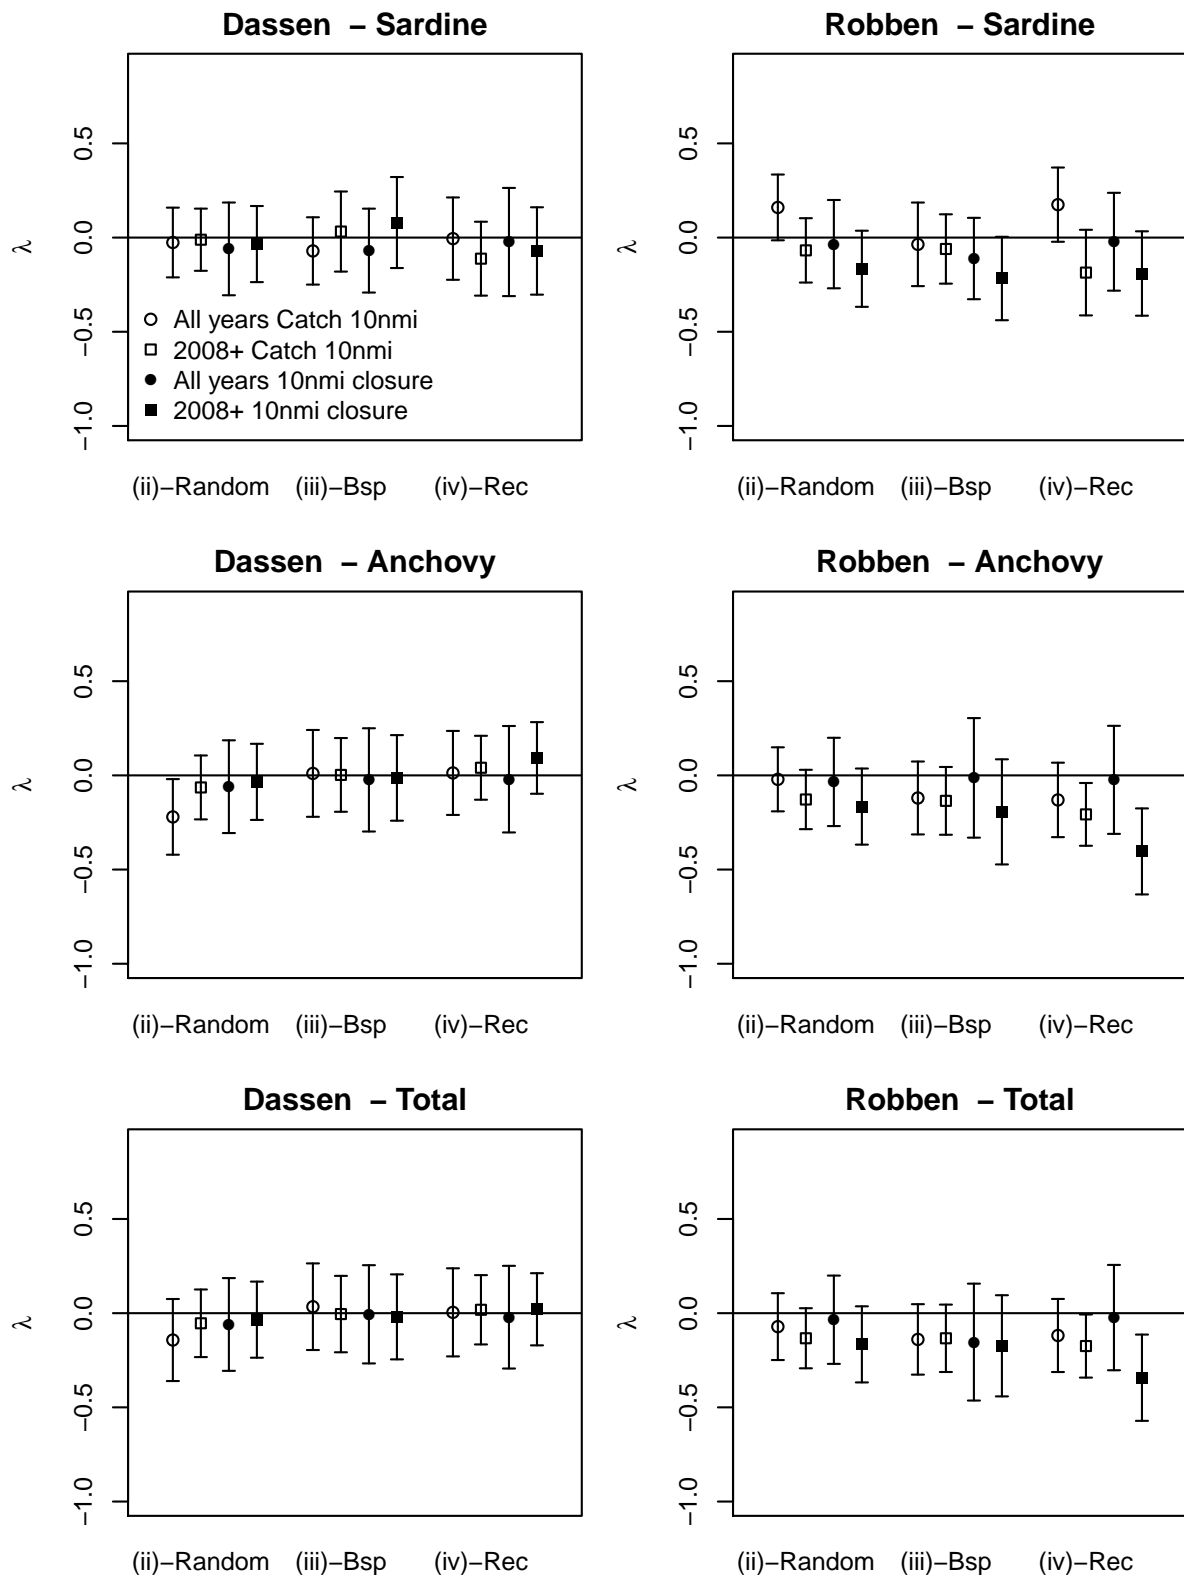 Dassen – Sardine
Robben – Sardine
λ
0.5
0.0
−0.5
−1.0
All years Catch 10nmi
2008+ Catch 10nmi
All years 10nmi closure
2008+ 10nmi closure
(ii)−Random (iii)−Bsp (iv)−Rec
λ
0.5
0.0
−0.5
−1.0
(ii)−Random (iii)−Bsp (iv)−Rec
Dassen – Anchovy
Robben – Anchovy
λ
0.5
0.0
−0.5
−1.0
(ii)−Random (iii)−Bsp (iv)−Rec
λ
0.5
0.0
−0.5
−1.0
(ii)−Random (iii)−Bsp (iv)−Rec
Dassen – Total
Robben – Total
λ
0.5
0.0
−0.5
−1.0
(ii)−Random (iii)−Bsp (iv)−Rec
λ
0.5
0.0
−0.5
−1.0
(ii)−Random (iii)−Bsp (iv)−Rec